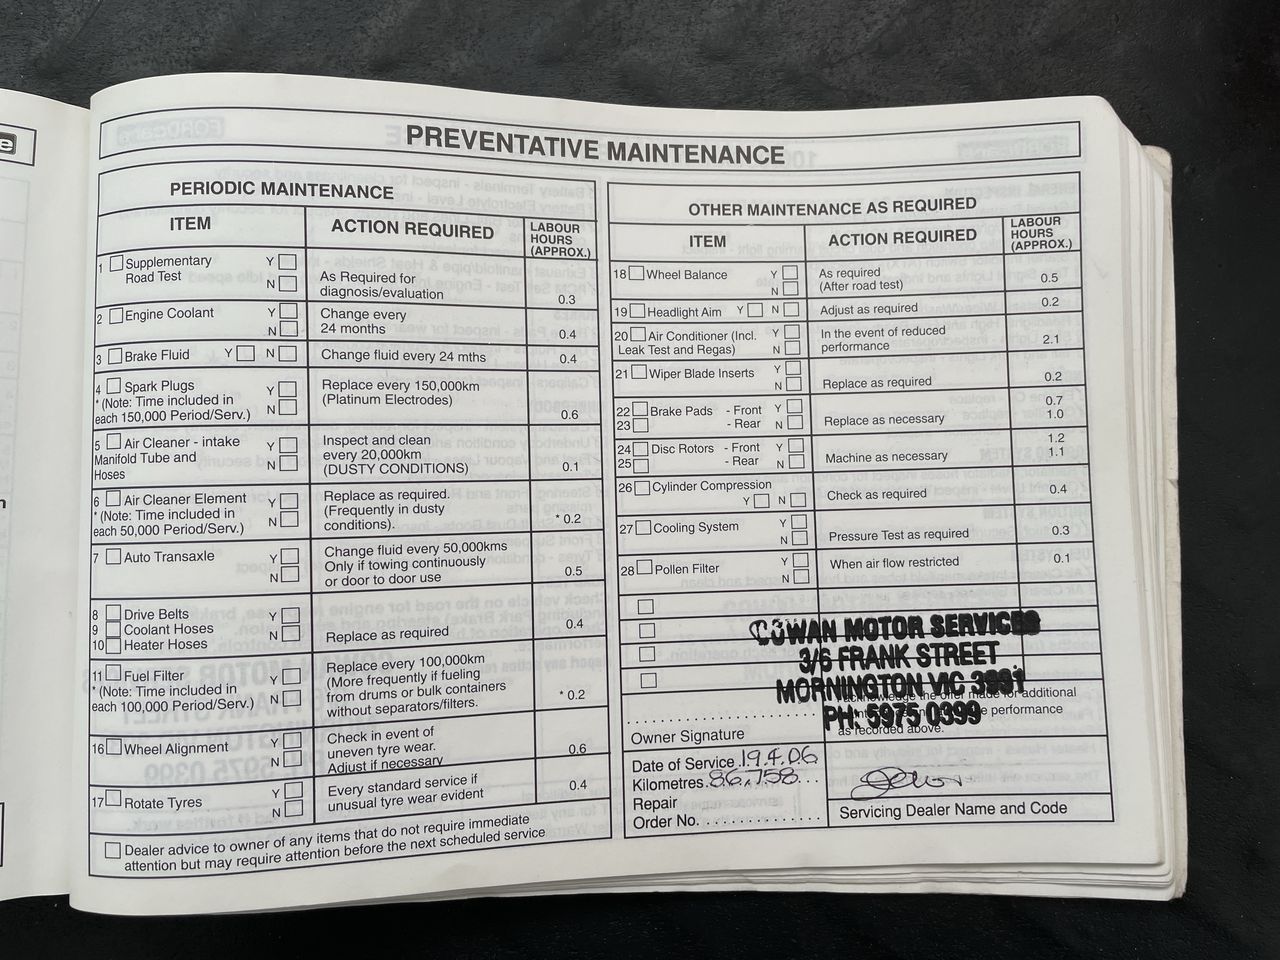 PREVENTATIVE MAINTENANCE
PERIODIC MAINTENANCE
ITEM
ACTION REQUIRED
LABOUR
HOURS
(APPROX.)
1 Supplementary Y
Road Test N
As Required for
diagnosis/evaluation
0.3
2 Engine Coolant Y
N
Change every
24 months
0.4
3 Brake Fluid Y N
Change fluid every 24 mths
0.4
4 Spark Plugs Y
* (Note: Time included in N
each 150,000 Period/Serv.)
Replace every 150,000km
(Platinum Electrodes)
0.6
5 Air Cleaner - intake Y
Manifold Tube and N
Hoses
Inspect and clean
every 20,000km
(DUSTY CONDITIONS)
0.1
6 Air Cleaner Element Y
* (Note: Time included in N
each 50,000 Period/Serv.)
Replace as required.
(Frequently in dusty
conditions).
* 0.2
7 Auto Transaxle Y
N
Change fluid every 50,000kms
Only if towing continuously
or door to door use
0.5
8 Drive Belts Y
9 Coolant Hoses N
10 Heater Hoses
Replace as required
0.4
11 Fuel Filter Y
* (Note: Time included in N
each 100,000 Period/Serv.)
Replace every 100,000km
(More frequently if fueling
from drums or bulk containers
without separators/filters.
* 0.2
16 Wheel Alignment Y
N
Check in event of
uneven tyre wear.
Adjust if necessary
0.6
17 Rotate Tyres Y
N
Every standard service if
unusual tyre wear evident
0.4
Dealer advice to owner of any items that do not require immediate
attention but may require attention before the next scheduled service
OTHER MAINTENANCE AS REQUIRED
ITEM
ACTION REQUIRED
LABOUR
HOURS
(APPROX.)
18 Wheel Balance Y
N
As required
(After road test)
0.5
19 Headlight Aim Y N
Adjust as required
0.2
20 Air Conditioner (Incl. Y
Leak Test and Regas) N
In the event of reduced
performance
2.1
21 Wiper Blade Inserts Y
N
Replace as required
0.2
22 Brake Pads - Front Y
23 - Rear N
Replace as necessary
0.7
1.0
24 Disc Rotors - Front Y
25 - Rear N
Machine as necessary
1.2
1.1
26 Cylinder Compression
Y N
Check as required
0.4
27 Cooling System Y
N
Pressure Test as required
0.3
28 Pollen Filter Y
N
When air flow restricted
0.1
COWAN MOTOR SERVICES
3/6 FRANK STREET
MORNINGTON VIC 3931
PH: 5975 0399
the offer made for additional
performance
as recorded above.
Owner Signature
Date of Service 19.4.06
Kilometres 86,758
Repair
Order No.
Servicing Dealer Name and Code